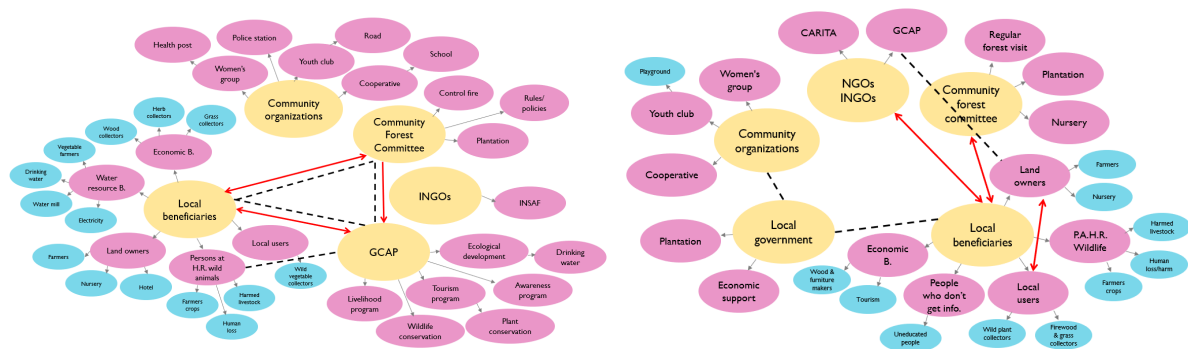 Health post
Police station
Road
Women's
group
Youth club
School
Cooperative
Community
organizations
Control fire
Rules/
policies
Community
Forest
Committee
Plantation
Herb
collectors
Grass
collectors
Wood
collectors
Economic B.
Vegetable
farmers
Drinking
water
Water
resource B.
Water mill
Electricity
Local
beneficiaries
INGOs
INSAF
Land owners
Local users
Farmers
Nursery
Hotel
Persons at
H.R. wild
animals
Wild
vegetable
collectors
Harmed
livestock
Farmers
crops
Human
loss
GCAP
Ecological
development
Drinking
water
Awareness
program
Livelihood
program
Tourism
program
Wildlife
conservation
Plant
conservation
CARITA
GCAP
Regular
forest visit
Playground
Women's
group
NGOs
INGOs
Community
forest
committee
Plantation
Youth club
Nursery
Community
organizations
Cooperative
Land
owners
Farmers
Nursery
Local
government
Plantation
Economic
support
Local
beneficiaries
Economic
B.
Wood &
furniture
makers
Tourism
People
who don't
get info.
Uneducated
people
Local
users
Wild plant
collectors
Firewood
& grass
collectors
P.A.H.R.
Wildlife
Harmed
livestock
Human
loss/harm
Farmers
crops